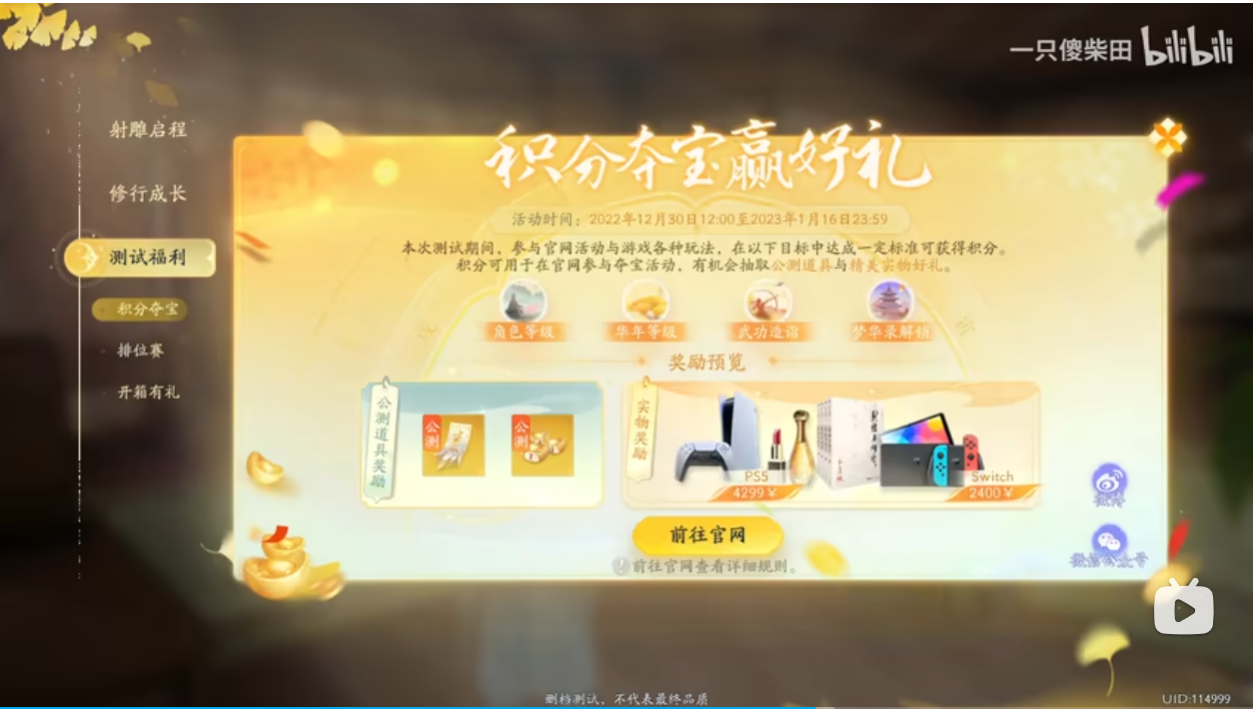 一只傻柴田 bilibili
射雕启程
修行成长
测试福利
积分夺宝
排位赛
开箱有礼
积分夺宝赢好礼
活动时间：2022年12月30日12:00至2023年1月16日23:59
本次测试期间，参与官网活动与游戏各种玩法，在以下目标中达成一定标准可获得积分。
积分可用于在官网参与夺宝活动，有机会抽取公测道具与精美实物好礼。
角色等级 华年等级 武功造诣 梦华录解锁
奖励预览
公测道具奖励
公测
公测
实物奖励
PS5
4299￥
Switch
2400￥
前往官网
前往官网查看详细规则。
微博
微信公众号
删档测试，不代表最终品质
UID:114999